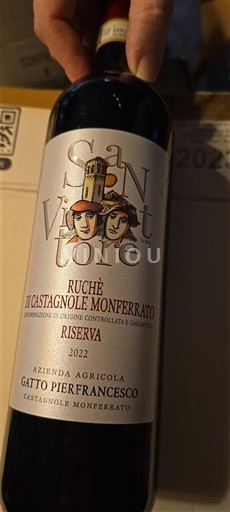 San
Vittore
VINIOU
RUCHÈ
DI CASTAGNOLE MONFERRATO
DENOMINAZIONE DI ORIGINE CONTROLLATA E GARANTITA
RISERVA
2022
AZIENDA AGRICOLA
GATTO PIERFRANCESCO
CASTAGNOLE MONFERRATO